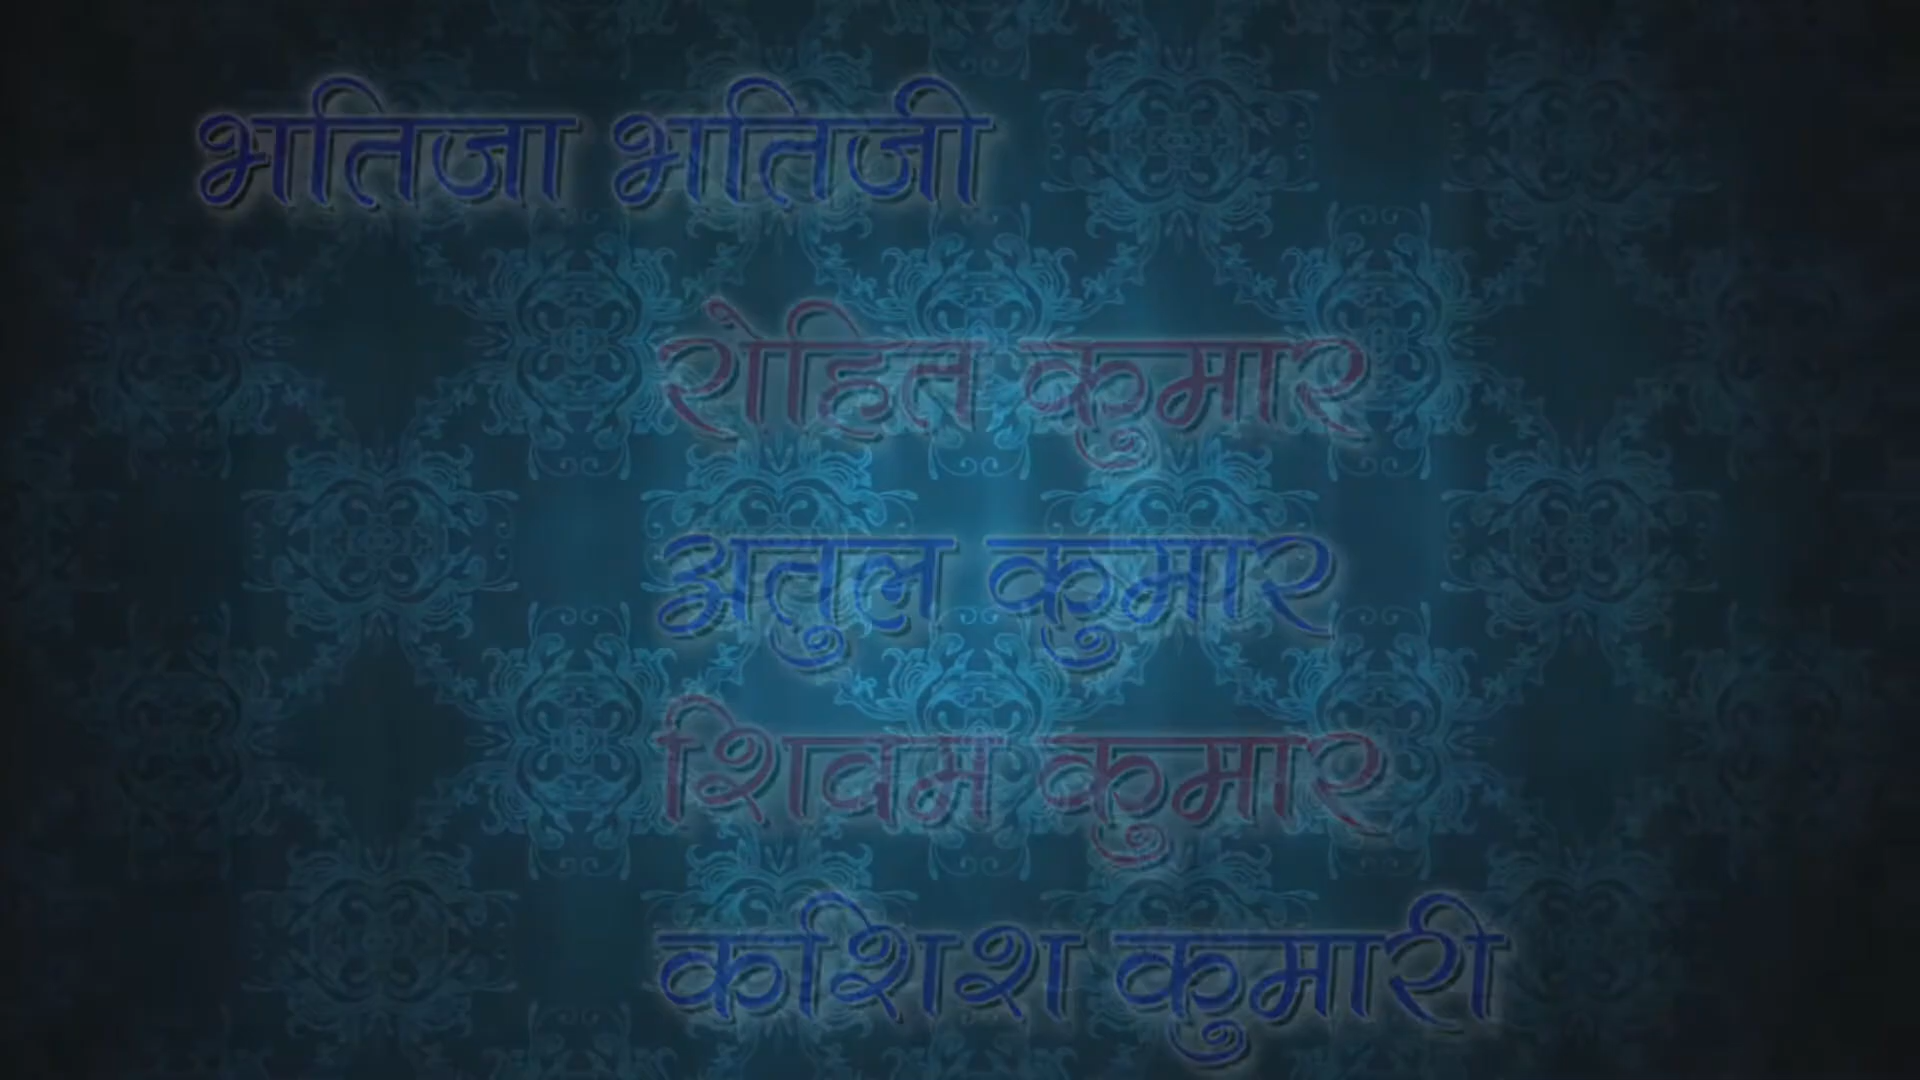 भतिजा भतिजी
रोहित कुमार
अतुल कुमार
शिवम कुमार
कशिश कुमारी